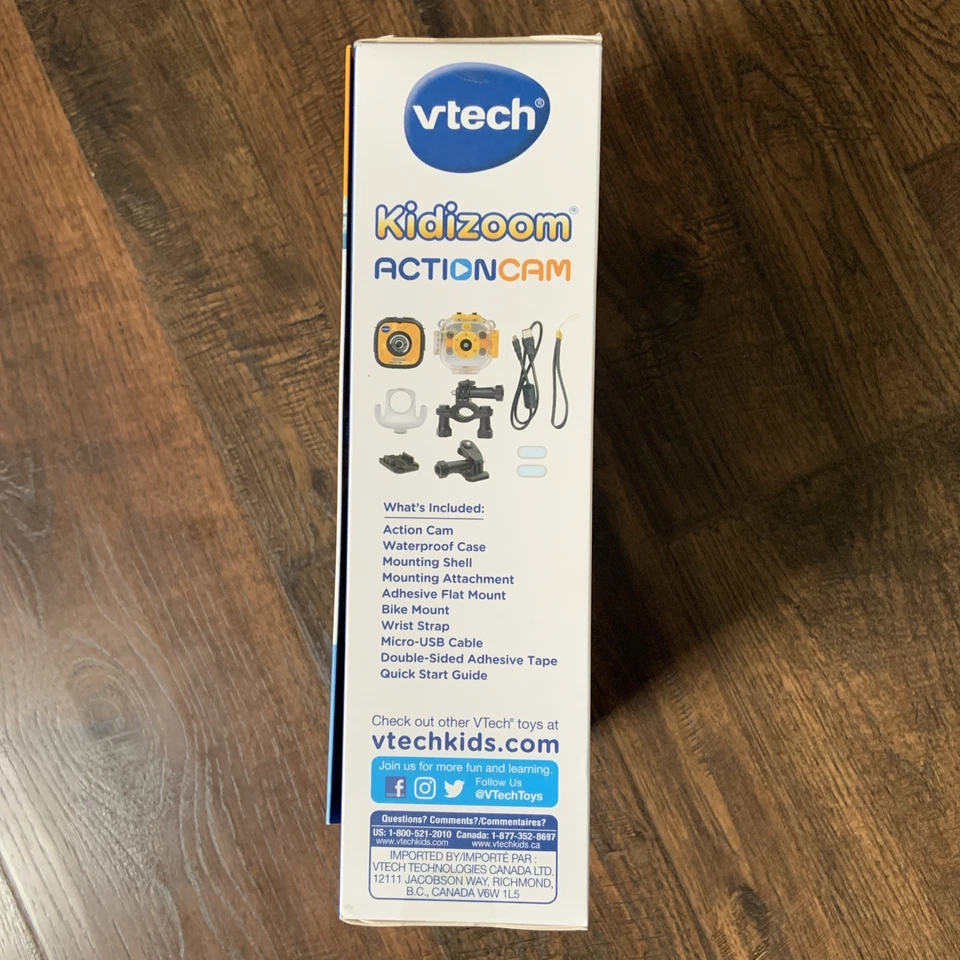 vtech®
Kidizoom®
ACTIONCAM
What's Included:
Action Cam
Waterproof Case
Mounting Shell
Mounting Attachment
Adhesive Flat Mount
Bike Mount
Wrist Strap
Micro-USB Cable
Double-Sided Adhesive Tape
Quick Start Guide
Check out other VTech® toys at
vtechkids.com
Join us for more fun and learning.
Follow Us
@VTechToys
Questions? Comments?/Commentaires?
US: 1-800-521-2010 Canada: 1-877-352-8697
www.vtechkids.com www.vtechkids.ca
IMPORTED BY/IMPORTÉ PAR :
VTECH TECHNOLOGIES CANADA LTD.
12111 JACOBSON WAY, RICHMOND,
B.C., CANADA V6W 1L5